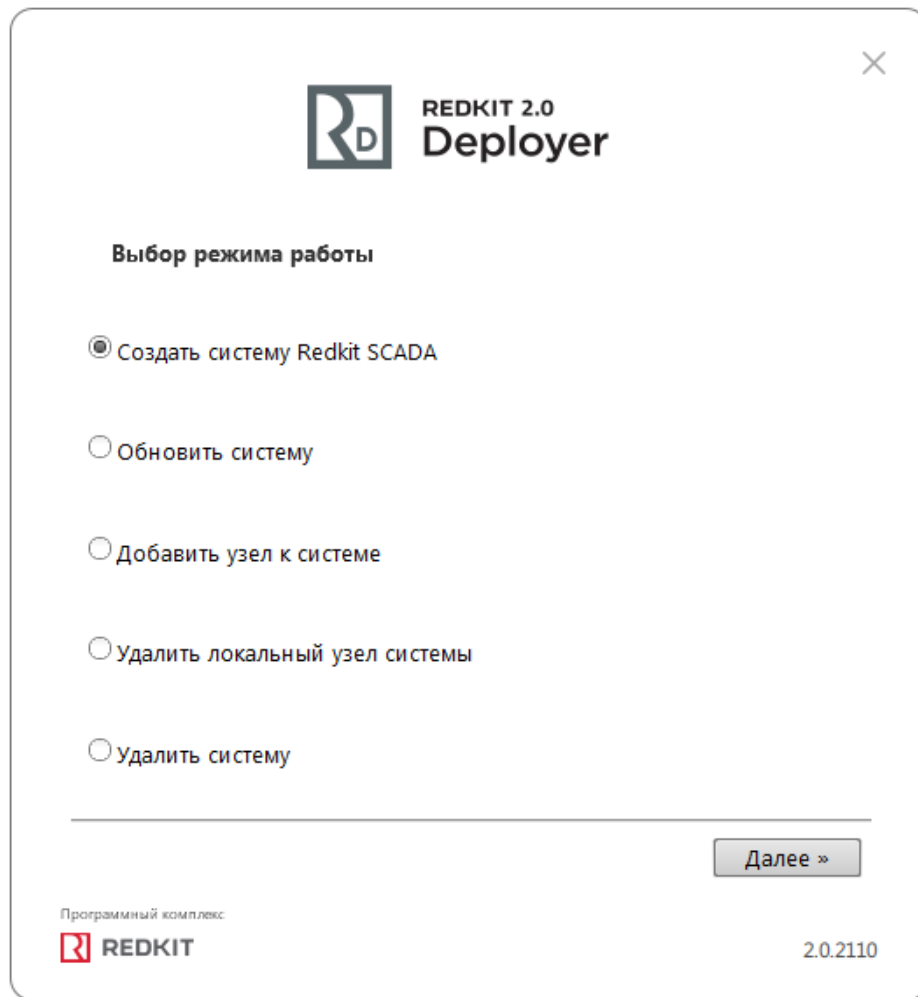 RD
REDKIT 2.0
Deployer
Выбор режима работы
Создать систему Redkit SCADA
Обновить систему
Добавить узел к системе
Удалить локальный узел системы
Удалить систему
Далее »
Программный комплекс
REDKIT
2.0.2110